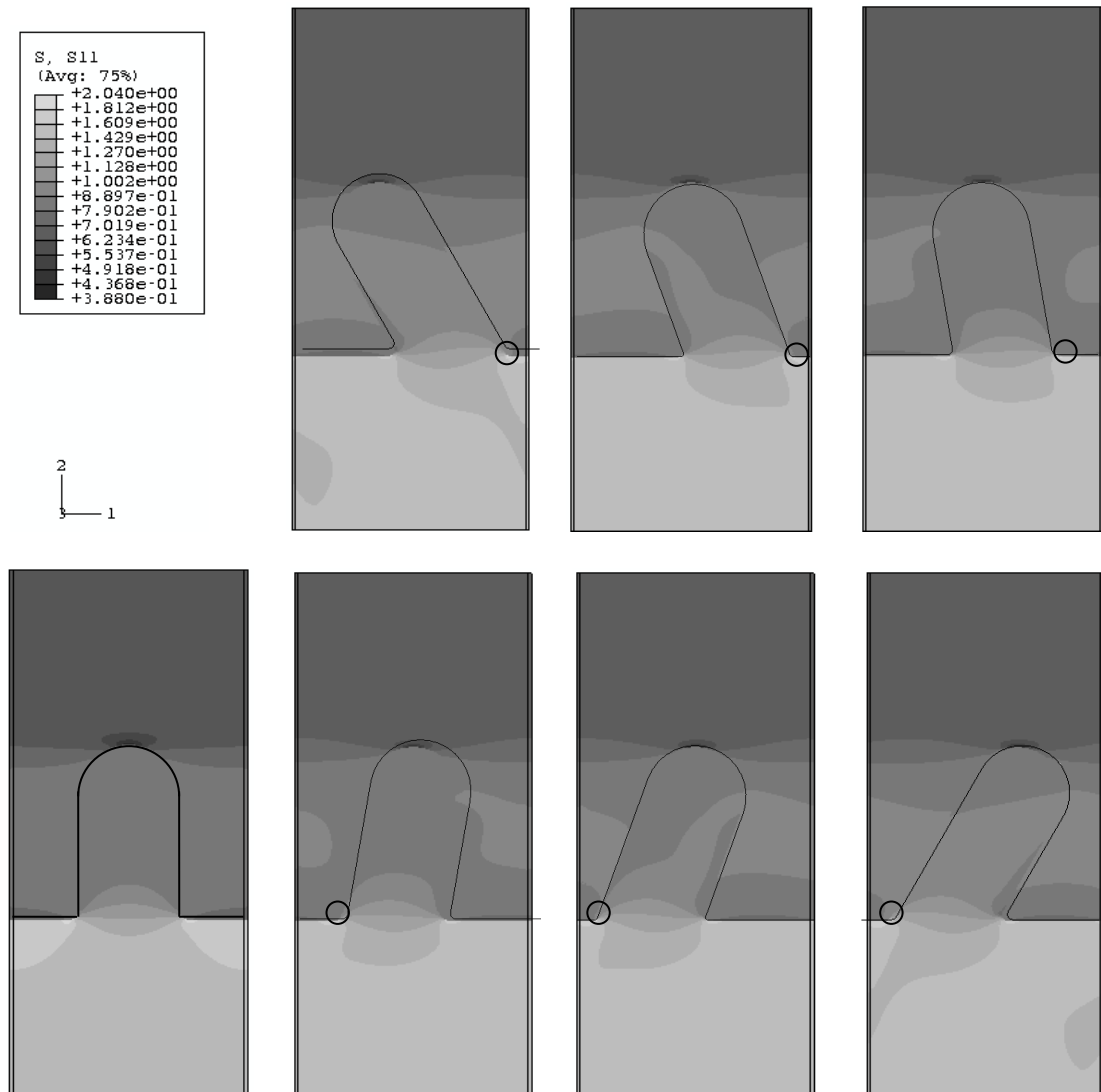 S, S11
(Avg: 75%)
+2.040e+00
+1.812e+00
+1.609e+00
+1.429e+00
+1.270e+00
+1.128e+00
+1.002e+00
+8.897e-01
+7.902e-01
+7.019e-01
+6.234e-01
+5.537e-01
+4.918e-01
+4.368e-01
+3.880e-01
2
3
1